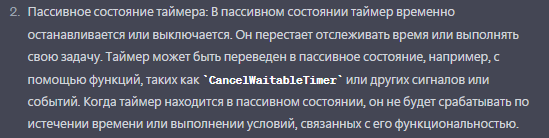 2. Пассивное состояние таймера: В пассивном состоянии таймер временно
останавливается или выключается. Он перестает отслеживать время или выполнять
свою задачу. Таймер может быть переведен в пассивное состояние, например, с
помощью функций, таких как `CancelWaitableTimer` или других сигналов или
событий. Когда таймер находится в пассивном состоянии, он не будет срабатывать по
истечении времени или выполнении условий, связанных с его функциональностью.